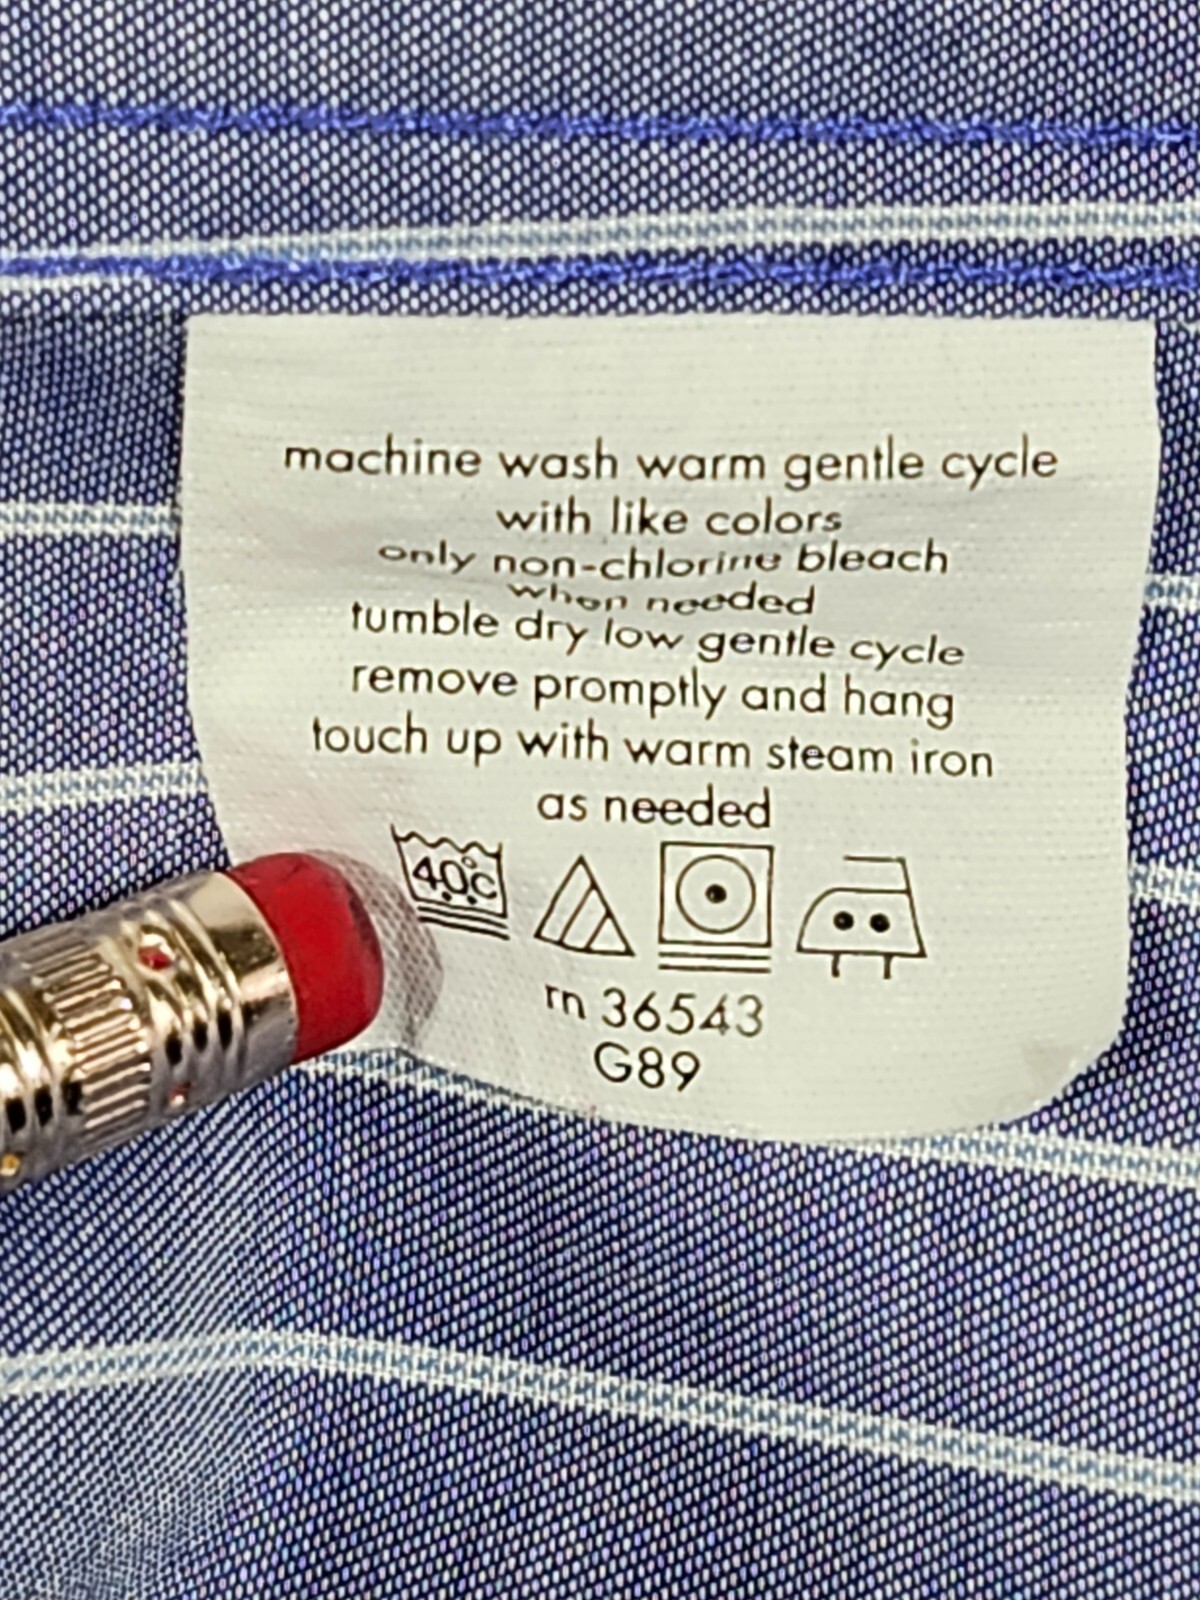 machine wash warm gentle cycle
with like colors
only non-chlorine bleach
when needed
tumble dry low gentle cycle
remove promptly and hang
touch up with warm steam iron
as needed
40°C
rn 36543
G89